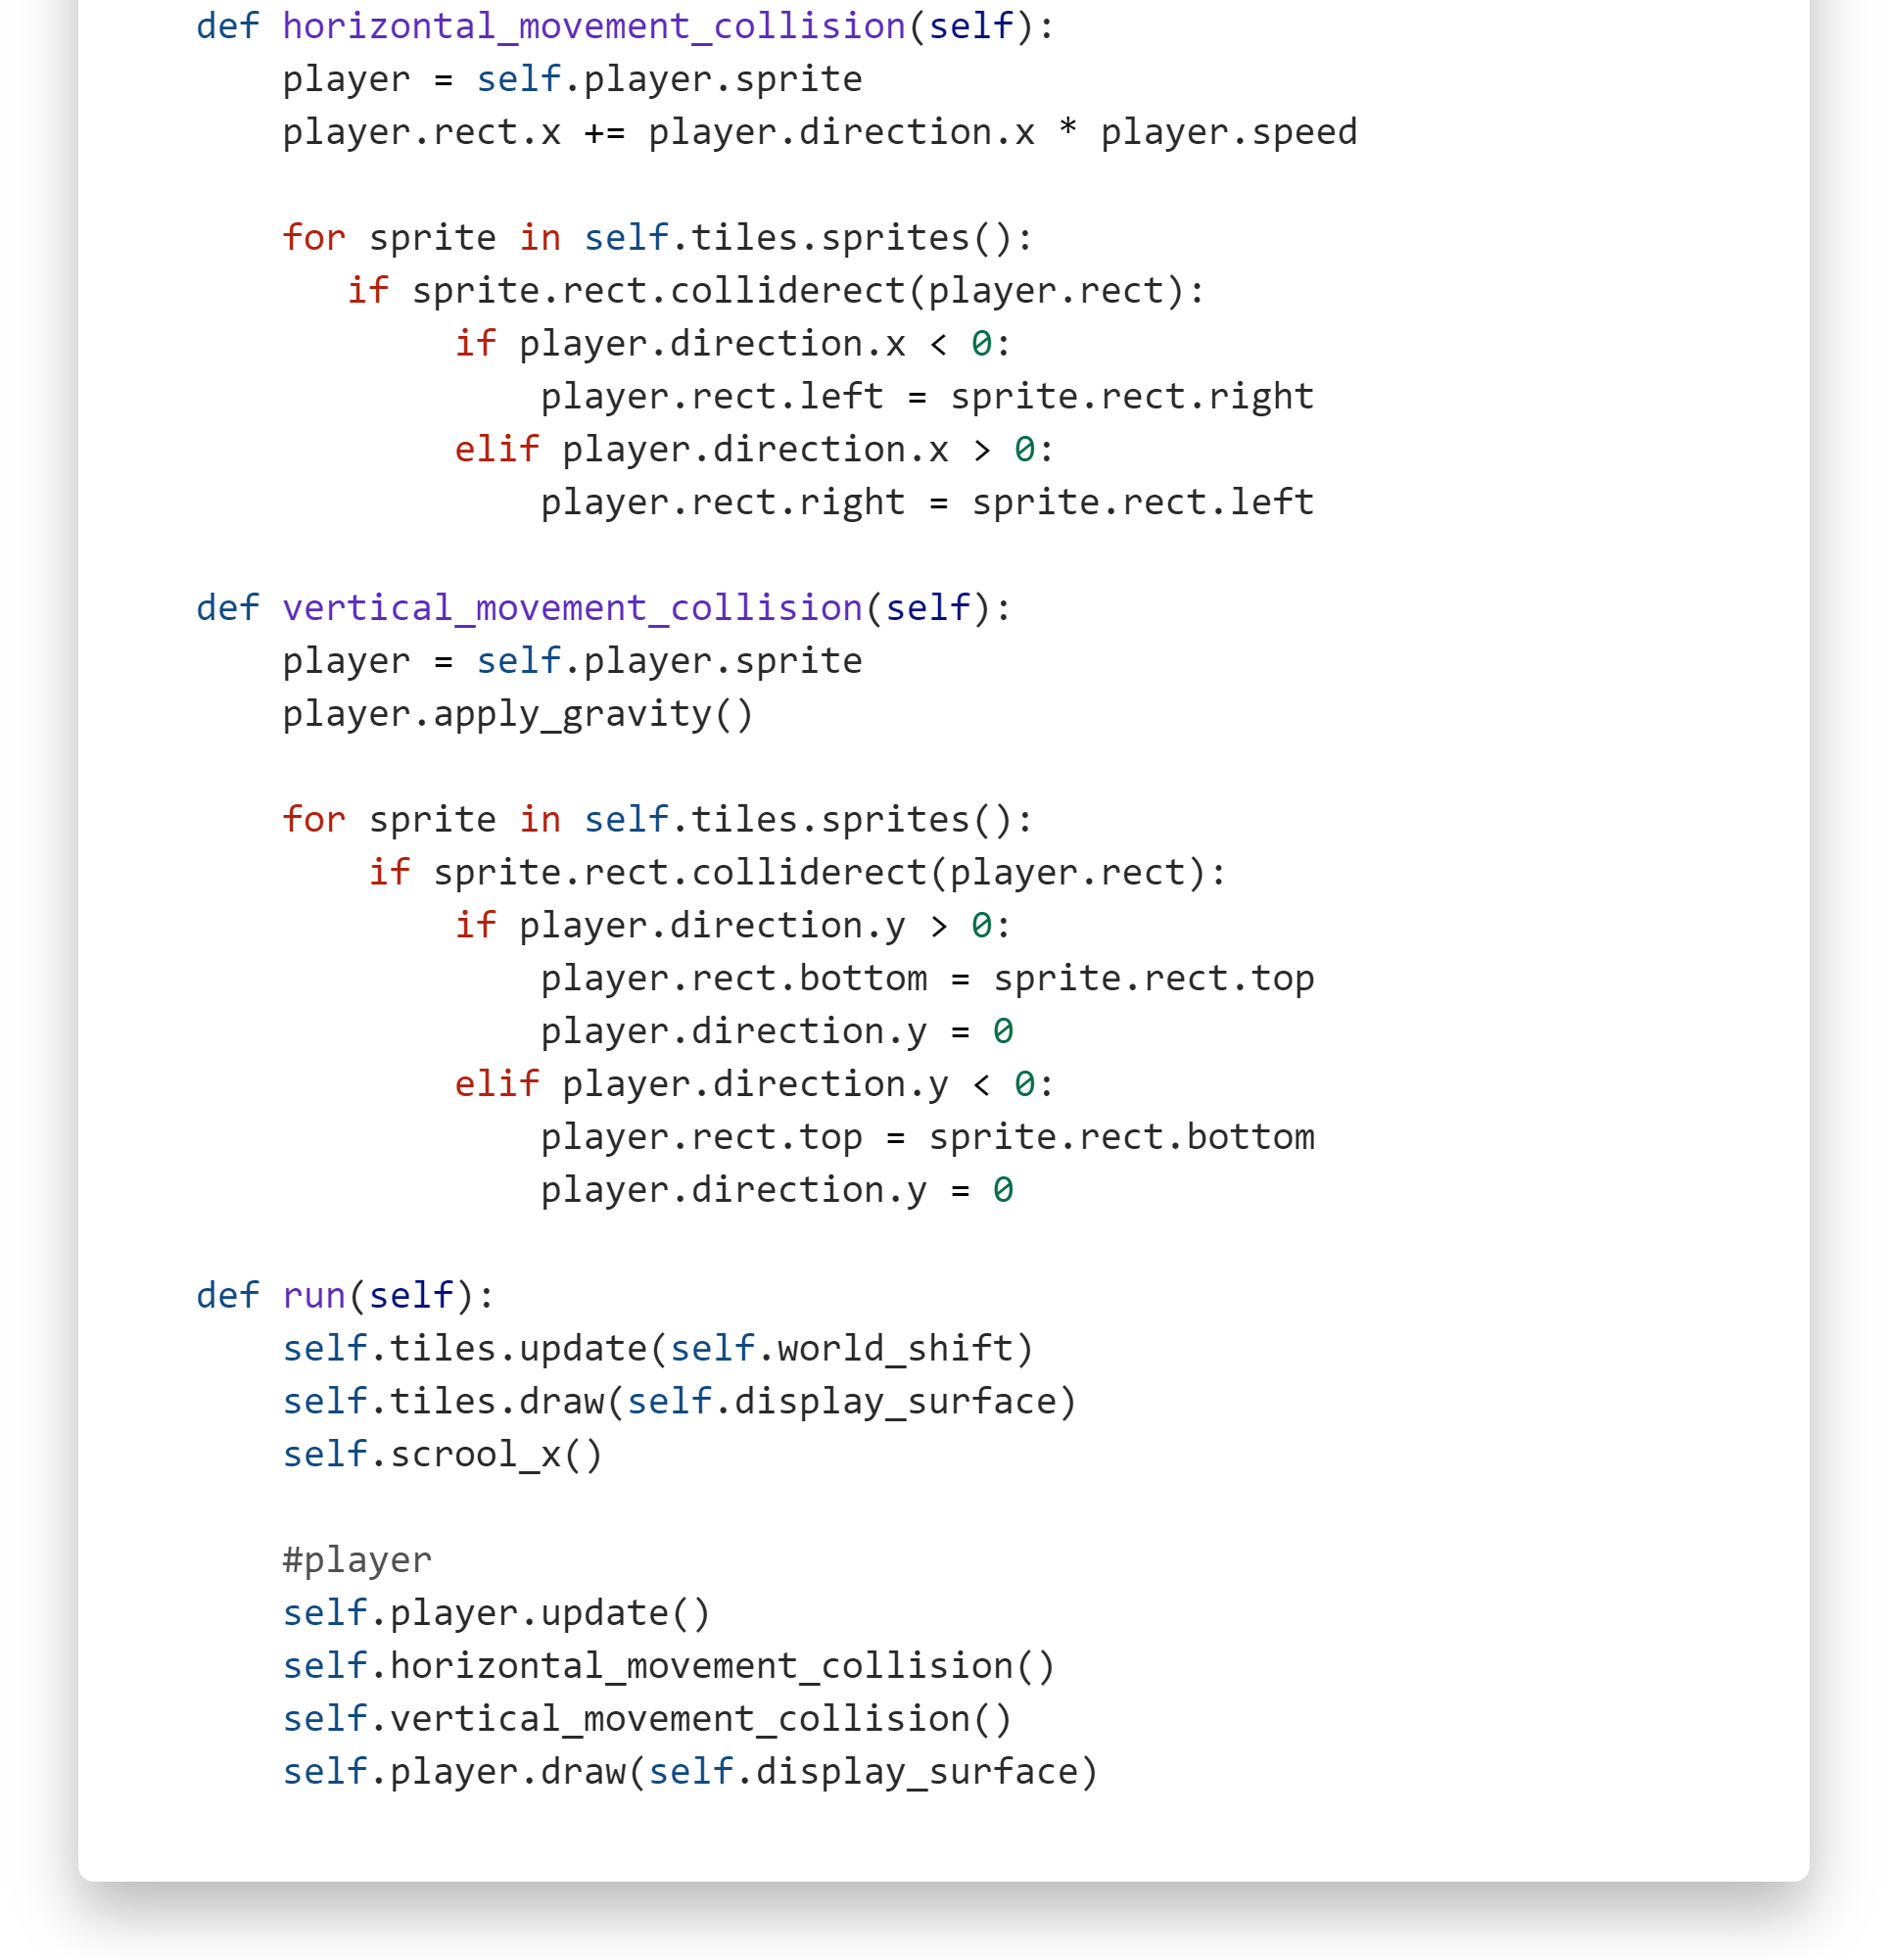 def horizontal_movement_collision(self):
    player = self.player.sprite
    player.rect.x += player.direction.x * player.speed

    for sprite in self.tiles.sprites():
       if sprite.rect.colliderect(player.rect):
            if player.direction.x < 0:
                player.rect.left = sprite.rect.right
            elif player.direction.x > 0:
                player.rect.right = sprite.rect.left

def vertical_movement_collision(self):
    player = self.player.sprite
    player.apply_gravity()

    for sprite in self.tiles.sprites():
        if sprite.rect.colliderect(player.rect):
            if player.direction.y > 0:
                player.rect.bottom = sprite.rect.top
                player.direction.y = 0
            elif player.direction.y < 0:
                player.rect.top = sprite.rect.bottom
                player.direction.y = 0

def run(self):
    self.tiles.update(self.world_shift)
    self.tiles.draw(self.display_surface)
    self.scrool_x()

    #player
    self.player.update()
    self.horizontal_movement_collision()
    self.vertical_movement_collision()
    self.player.draw(self.display_surface)